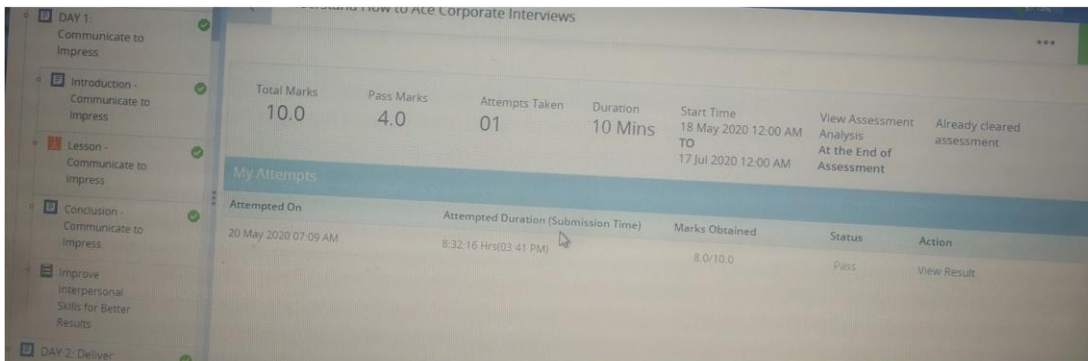 DAY 1:
Communicate to
Impress
Introduction -
Communicate to
Impress
Lesson -
Communicate to
Impress
Conclusion -
Communicate to
Impress
Improve
Interpersonal
Skills for Better
Results
DAY 2: Deliver
How to Ace Corporate Interviews
Total Marks
10.0
Pass Marks
4.0
Attempts Taken
01
Duration
10 Mins
Start Time
18 May 2020 12:00 AM
TO
17 Jul 2020 12:00 AM
View Assessment
Analysis
At the End of
Assessment
Already cleared
assessment.
My Attempts
Attempted On Attempted Duration (Submission Time) Marks Obtained Status Action
20 May 2020 07:09 AM 8:32:16 Hrs(03:41 PM) 8.0/10.0 Pass View Result